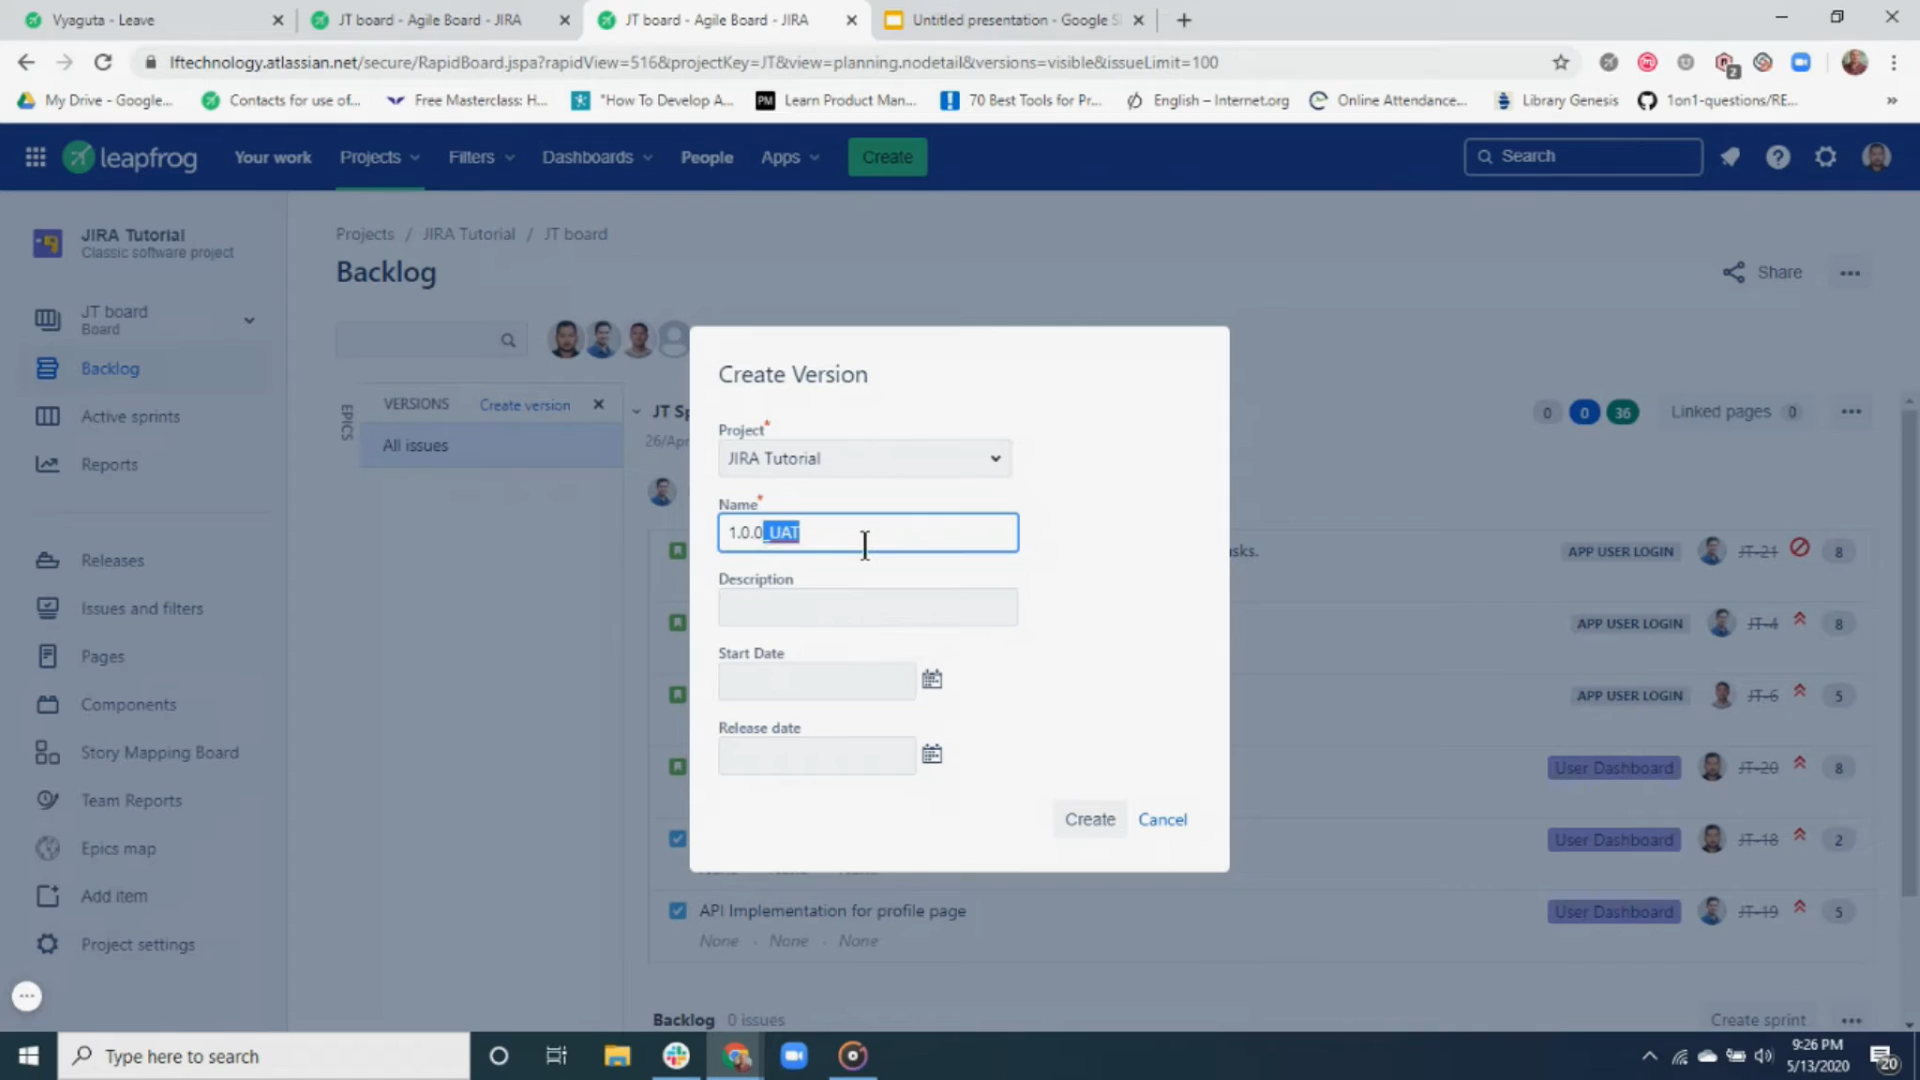 Vyaguta - Leave
JT board - Agile Board - JIRA
JT board - Agile Board - JIRA
Untitled presentation - Google Sl
lftechnology.atlassian.net/secure/RapidBoard.jspa?rapidView=516&projectKey=JT&view=planning.nodetail&versions=visible&issueLimit=100
2
My Drive - Google...
Contacts for use of...
Free Masterclass: H...
"How To Develop A...
PM
Learn Product Man...
70 Best Tools for Pr...
English – Internet.org
Online Attendance...
Library Genesis
1on1-questions/RE...
leapfrog
Your work
Projects
Filters
Dashboards
People
Apps
Create
Search
JIRA Tutorial
Classic software project
JT board
Board
Backlog
Active sprints
Reports
Releases
Issues and filters
Pages
Components
Story Mapping Board
Team Reports
Epics map
Add item
Project settings
Projects / JIRA Tutorial / JT board
Backlog
Share
EPICS
VERSIONS
Create version
All issues
JT Sp
26/Apr
0
0
36
Linked pages 0
Create Version
Project*
JIRA Tutorial
Name*
1.0.0_UAT
Description
Start Date
Release date
Create
Cancel
asks.
APP USER LOGIN
JT-21
8
APP USER LOGIN
JT-4
8
APP USER LOGIN
JT-6
5
User Dashboard
JT-20
8
User Dashboard
JT-18
2
API Implementation for profile page
None · None · None
User Dashboard
JT-19
5
Backlog 0 issues
Create sprint
Type here to search
9:26 PM
5/13/2020
20